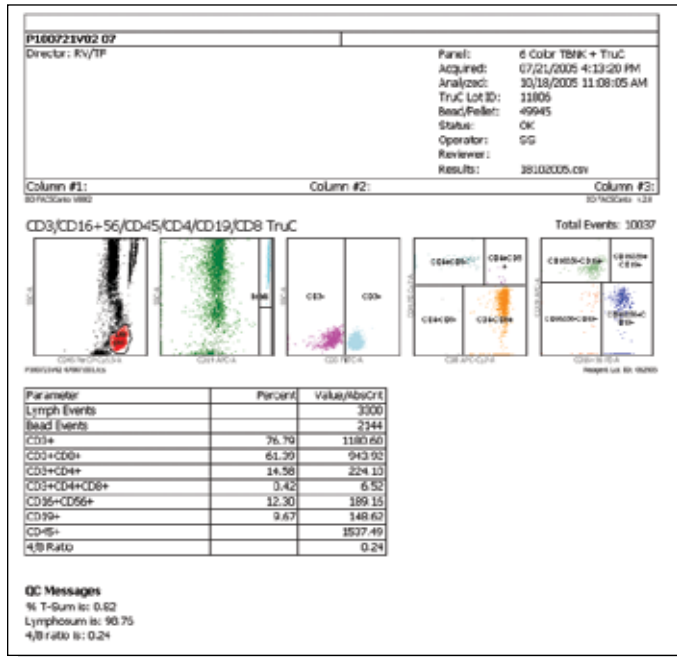 P100721V02 07
Director: RV/TF
Panel: 6 Color TBNK + TruC
Acquired: 07/21/2005 4:13:20 PM
Analyzed: 10/18/2005 11:08:05 AM
TruC Lot ID: 11806
Bead/Pellet: 49945
Status: OK
Operator: SG
Reviewer:
Results: 18102005.csv
Column #1: Column #2: Column #3:
CD3/CD16+56/CD45/CD4/CD19/CD8 TruC Total Events: 10037
CD3- CD3+
Parameter Percent Value/AbsCnt
Lymph Events 3300
Bead Events 2144
CD3+ 76.79 1180.60
CD3+CD8+ 61.39 943.92
CD3+CD4+ 14.58 224.10
CD3+CD4+CD8+ 0.42 6.52
CD16+CD56+ 12.30 189.16
CD19+ 9.67 148.62
CD45+ 1537.49
4/8 Ratio 0.24
QC Messages
% T-Sum is: 0.82
Lymphosum is: 98.76
4/8 ratio is: 0.24